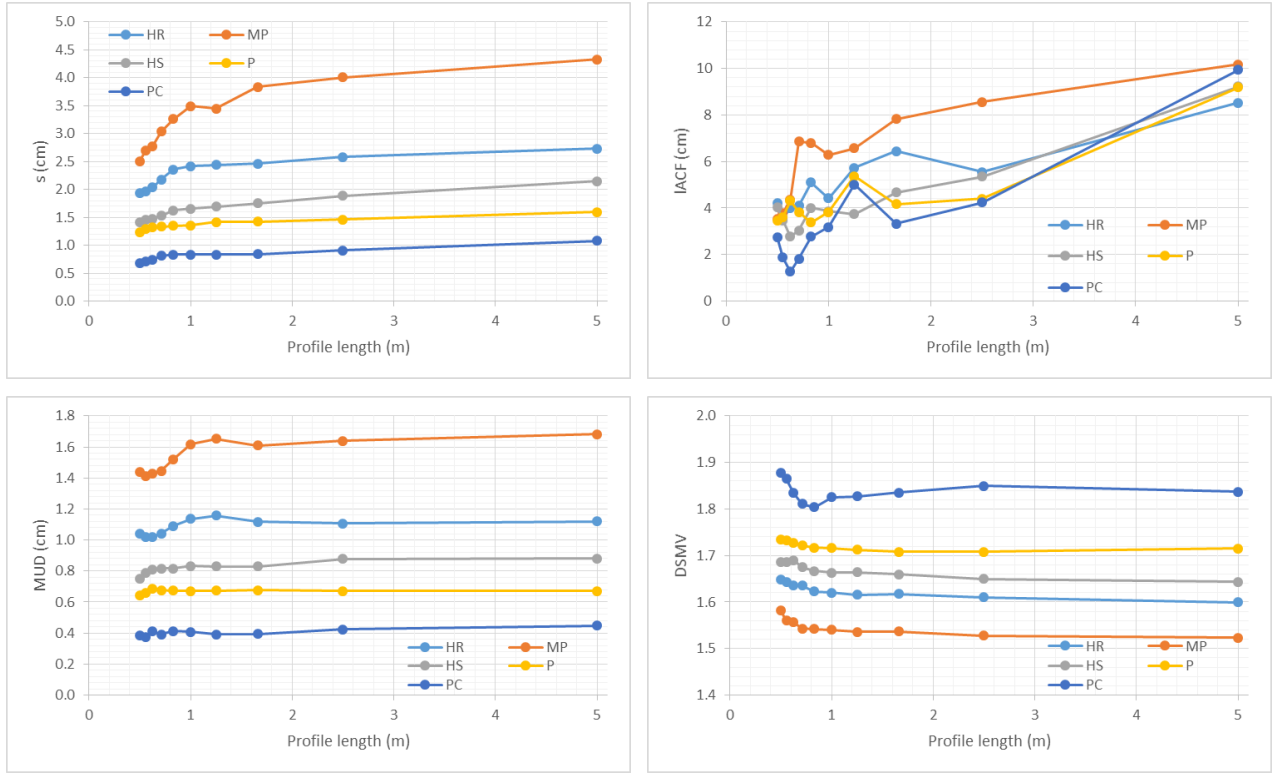 5.0
4.5
4.0
3.5
3.0
2.5
2.0
1.5
1.0
0.5
0.0
s (cm)
HR MP
HS P
PC
0 1 2 3 4 5
Profile length (m)
12
10
8
6
4
2
0
lACF (cm)
HR MP
HS P
PC
0 1 2 3 4 5
Profile length (m)
1.8
1.6
1.4
1.2
1.0
0.8
0.6
0.4
0.2
0.0
MUD (cm)
HR MP
HS P
PC
0 1 2 3 4 5
Profile length (m)
2.0
1.9
1.8
1.7
1.6
1.5
1.4
DSMV
HR MP
HS P
PC
0 1 2 3 4 5
Profile length (m)